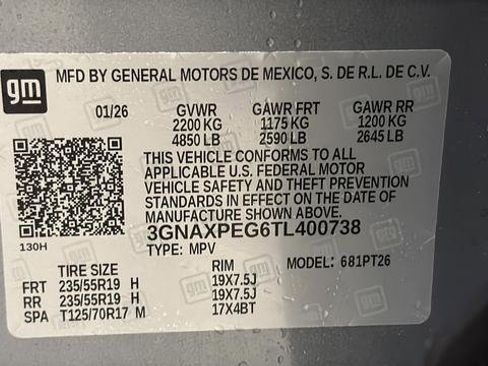 gm
MFD BY GENERAL MOTORS DE MEXICO, S. DE R.L. DE C.V.
01/26 GVWR GAWR FRT GAWR RR
2200 KG 1175 KG 1200 KG
4850 LB 2590 LB 2645 LB
THIS VEHICLE CONFORMS TO ALL
APPLICABLE U.S. FEDERAL MOTOR
VEHICLE SAFETY AND THEFT PREVENTION
STANDARDS IN EFFECT ON THE DATE OF
MANUFACTURE SHOWN ABOVE.
3GNAXPEG6TL400738
130H TYPE: MPV
TIRE SIZE RIM MODEL: 681PT26
FRT 235/55R19 H 19X7.5J
RR 235/55R19 H 19X7.5J
SPA T125/70R17 M 17X4BT